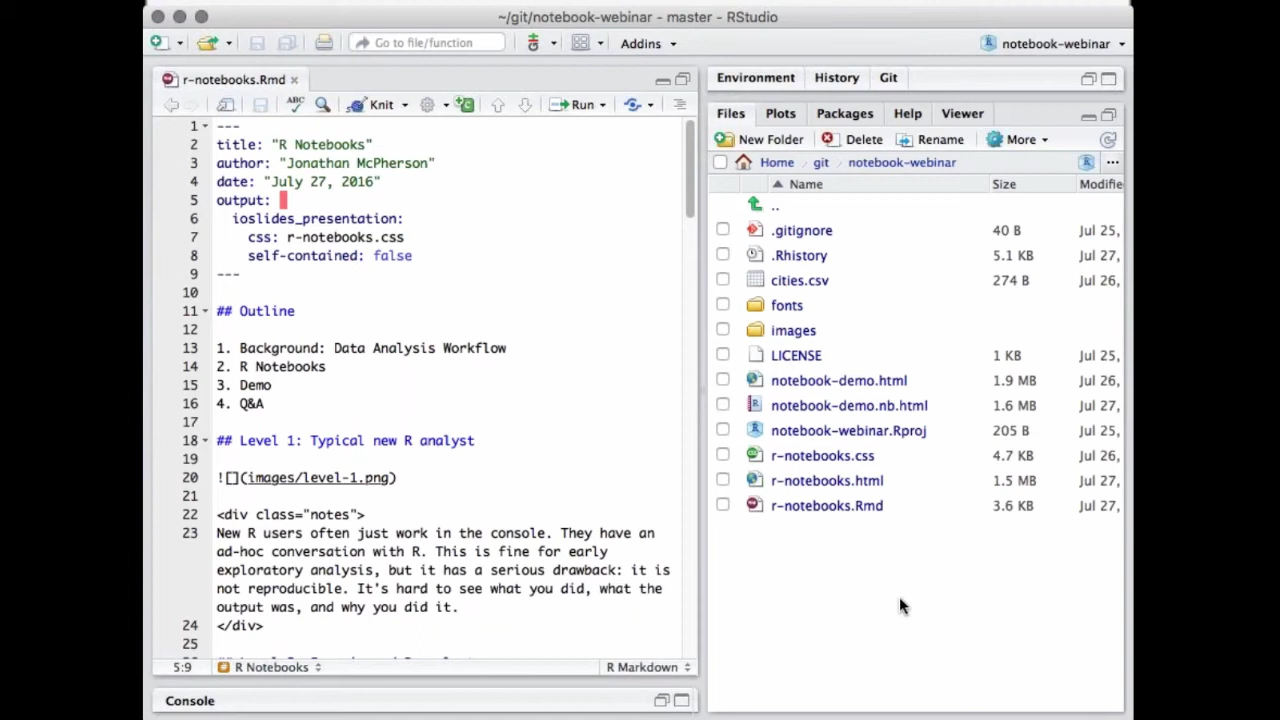 ~/git/notebook-webinar - master - RStudio
Go to file/function
Addins
notebook-webinar
r-notebooks.Rmd
ABC
Knit
Run
1 ---
2 title: "R Notebooks"
3 author: "Jonathan McPherson"
4 date: "July 27, 2016"
5 output:
6 ioslides_presentation:
7 css: r-notebooks.css
8 self-contained: false
9 ---
10
11 ## Outline
12
13 1. Background: Data Analysis Workflow
14 2. R Notebooks
15 3. Demo
16 4. Q&A
17
18 ## Level 1: Typical new R analyst
19
20 ![](images/level-1.png)
21
22 <div class="notes">
23 New R users often just work in the console. They have an
ad-hoc conversation with R. This is fine for early
exploratory analysis, but it has a serious drawback: it is
not reproducible. It's hard to see what you did, what the
output was, and why you did it.
24 </div>
25
5:9 R Notebooks R Markdown
Console
Environment History Git
Files Plots Packages Help Viewer
New Folder Delete Rename More
Home git notebook-webinar ...
Name Size Modifie
..
.gitignore 40 B Jul 25,
.Rhistory 5.1 KB Jul 27,
cities.csv 274 B Jul 26,
fonts
images
LICENSE 1 KB Jul 25,
notebook-demo.html 1.9 MB Jul 26,
notebook-demo.nb.html 1.6 MB Jul 27,
notebook-webinar.Rproj 205 B Jul 25,
r-notebooks.css 4.7 KB Jul 26,
r-notebooks.html 1.5 MB Jul 27,
r-notebooks.Rmd 3.6 KB Jul 27,